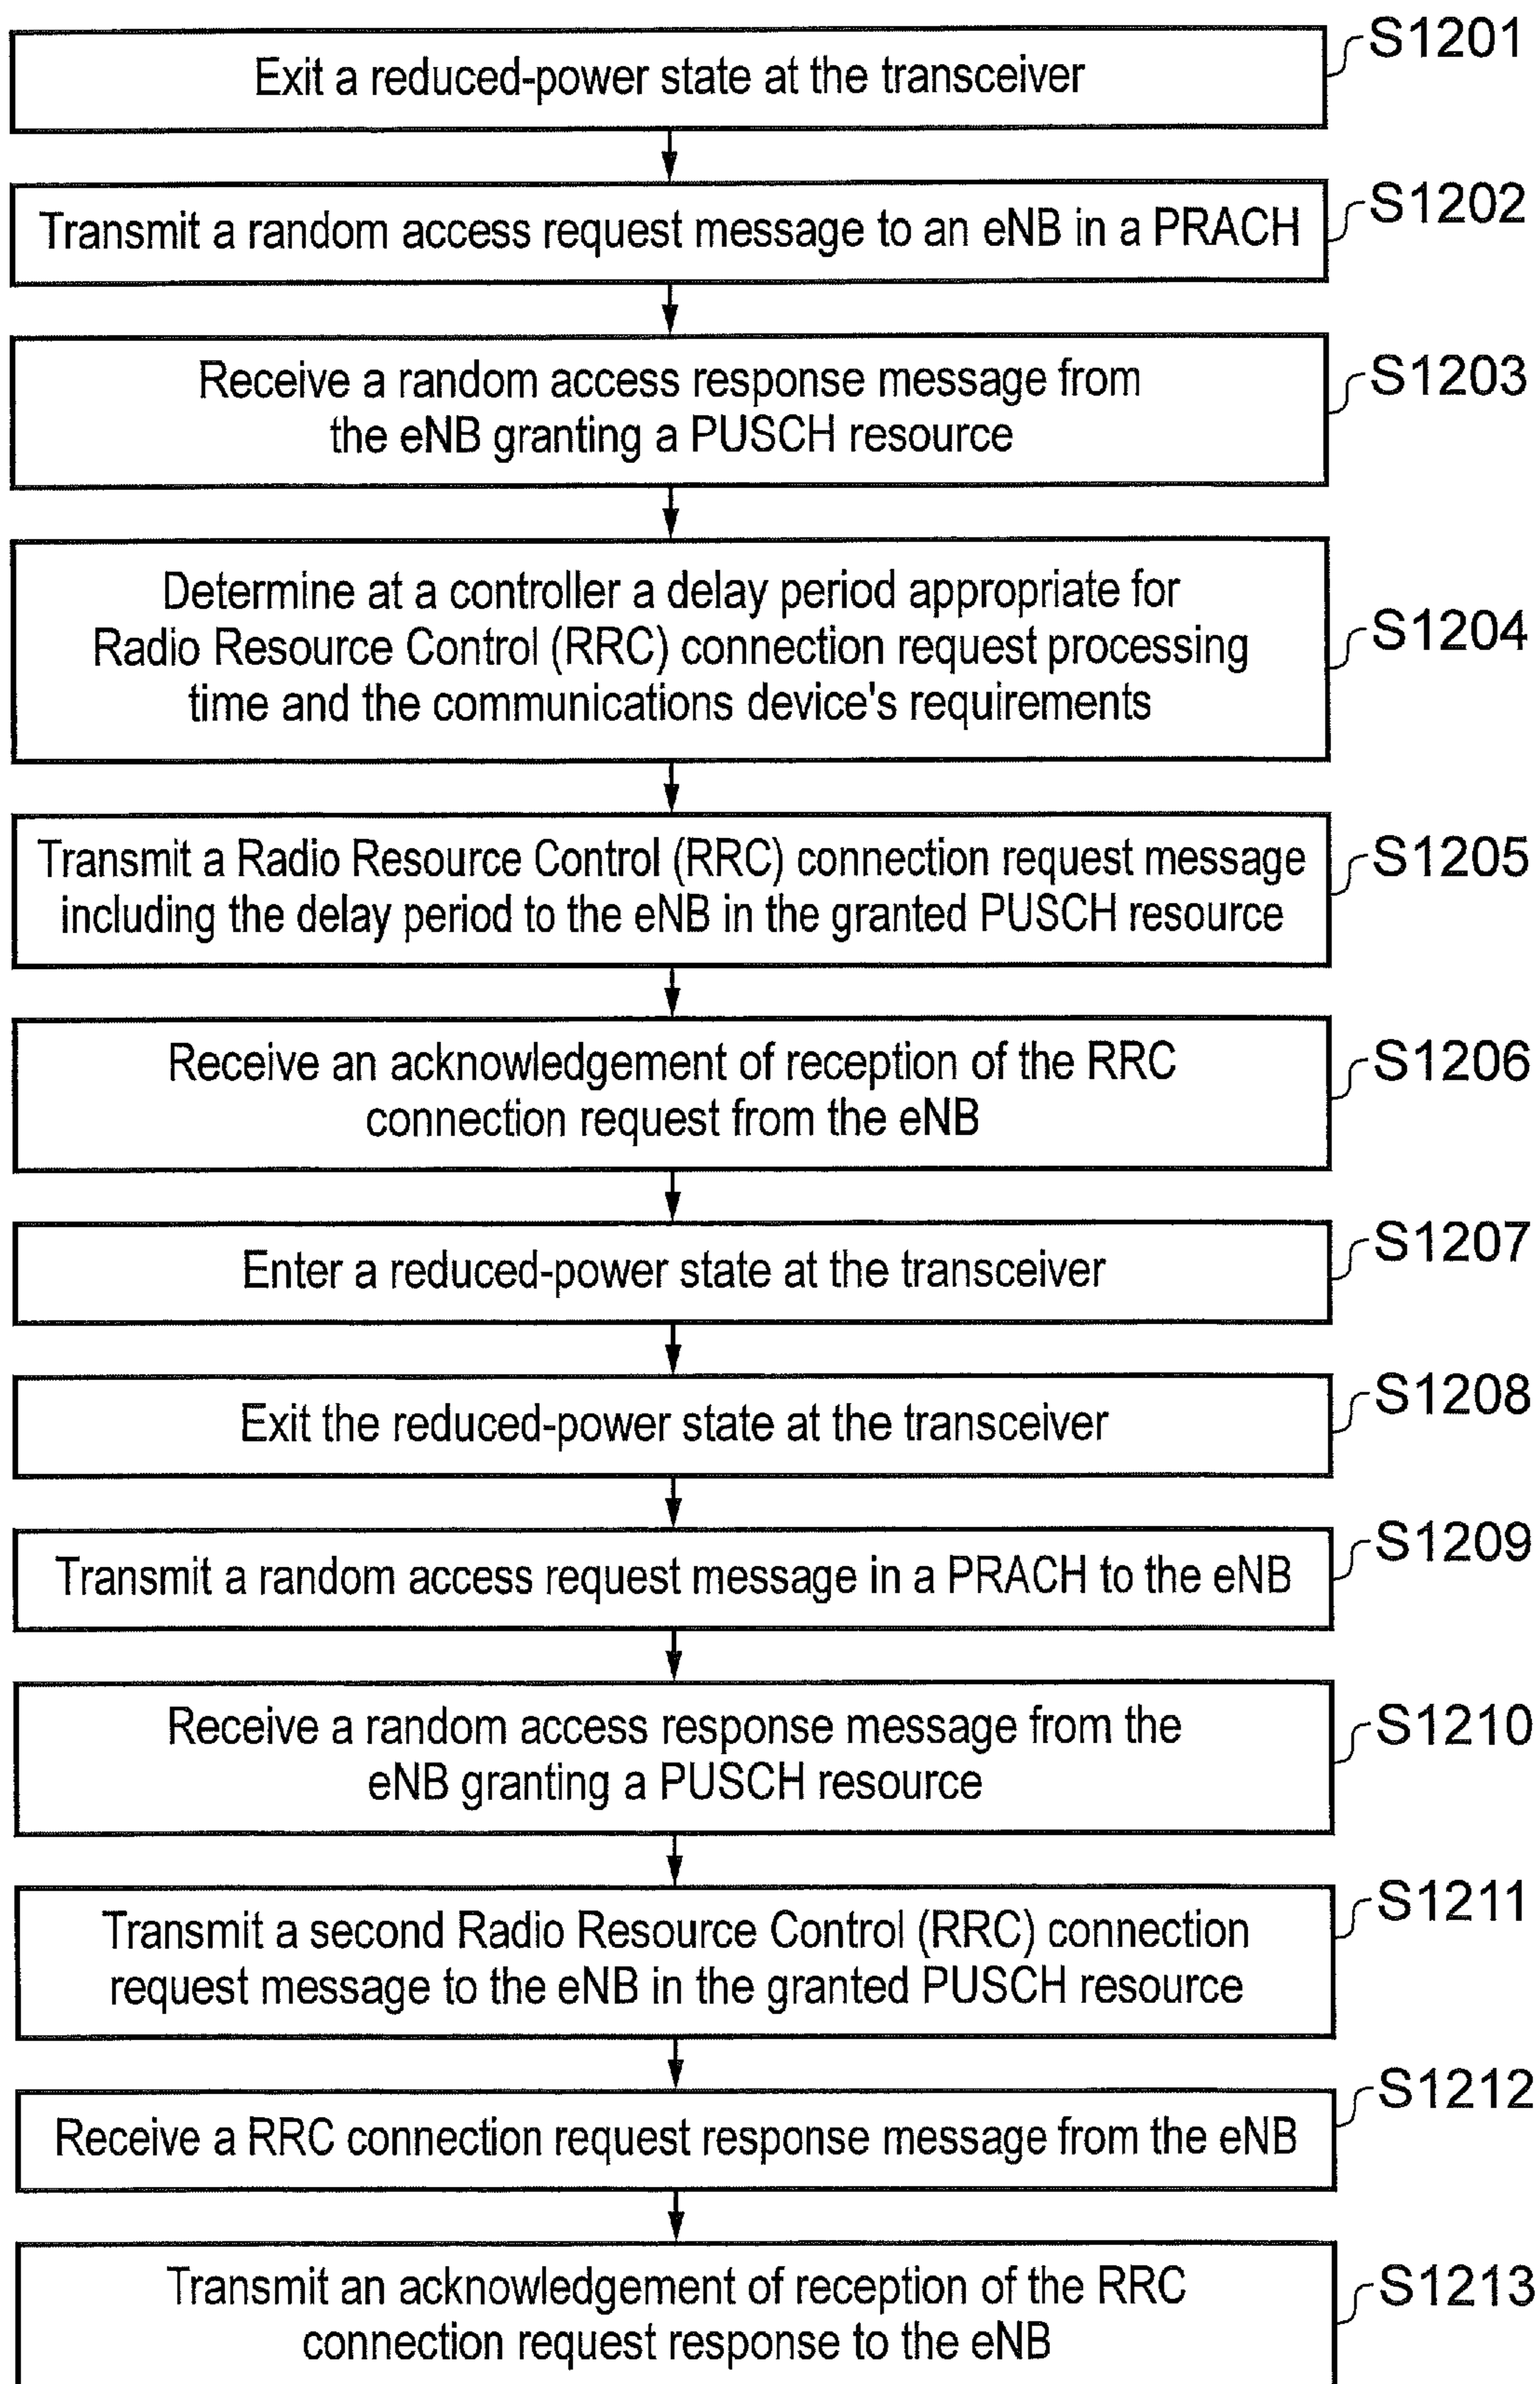 S1201
Exit a reduced-power state at the transceiver
S1202
Transmit a random access request message to an eNB in a PRACH
S1203
Receive a random access response message from
the eNB granting a PUSCH resource
S1204
Determine at a controller a delay period appropriate for
Radio Resource Control (RRC) connection request processing
time and the communications device's requirements
S1205
Transmit a Radio Resource Control (RRC) connection request message
including the delay period to the eNB in the granted PUSCH resource
S1206
Receive an acknowledgement of reception of the RRC
connection request from the eNB
S1207
Enter a reduced-power state at the transceiver
S1208
Exit the reduced-power state at the transceiver
S1209
Transmit a random access request message in a PRACH to the eNB
S1210
Receive a random access response message from the
eNB granting a PUSCH resource
S1211
Transmit a second Radio Resource Control (RRC) connection
request message to the eNB in the granted PUSCH resource
S1212
Receive a RRC connection request response message from the eNB
S1213
Transmit an acknowledgement of reception of the RRC
connection request response to the eNB